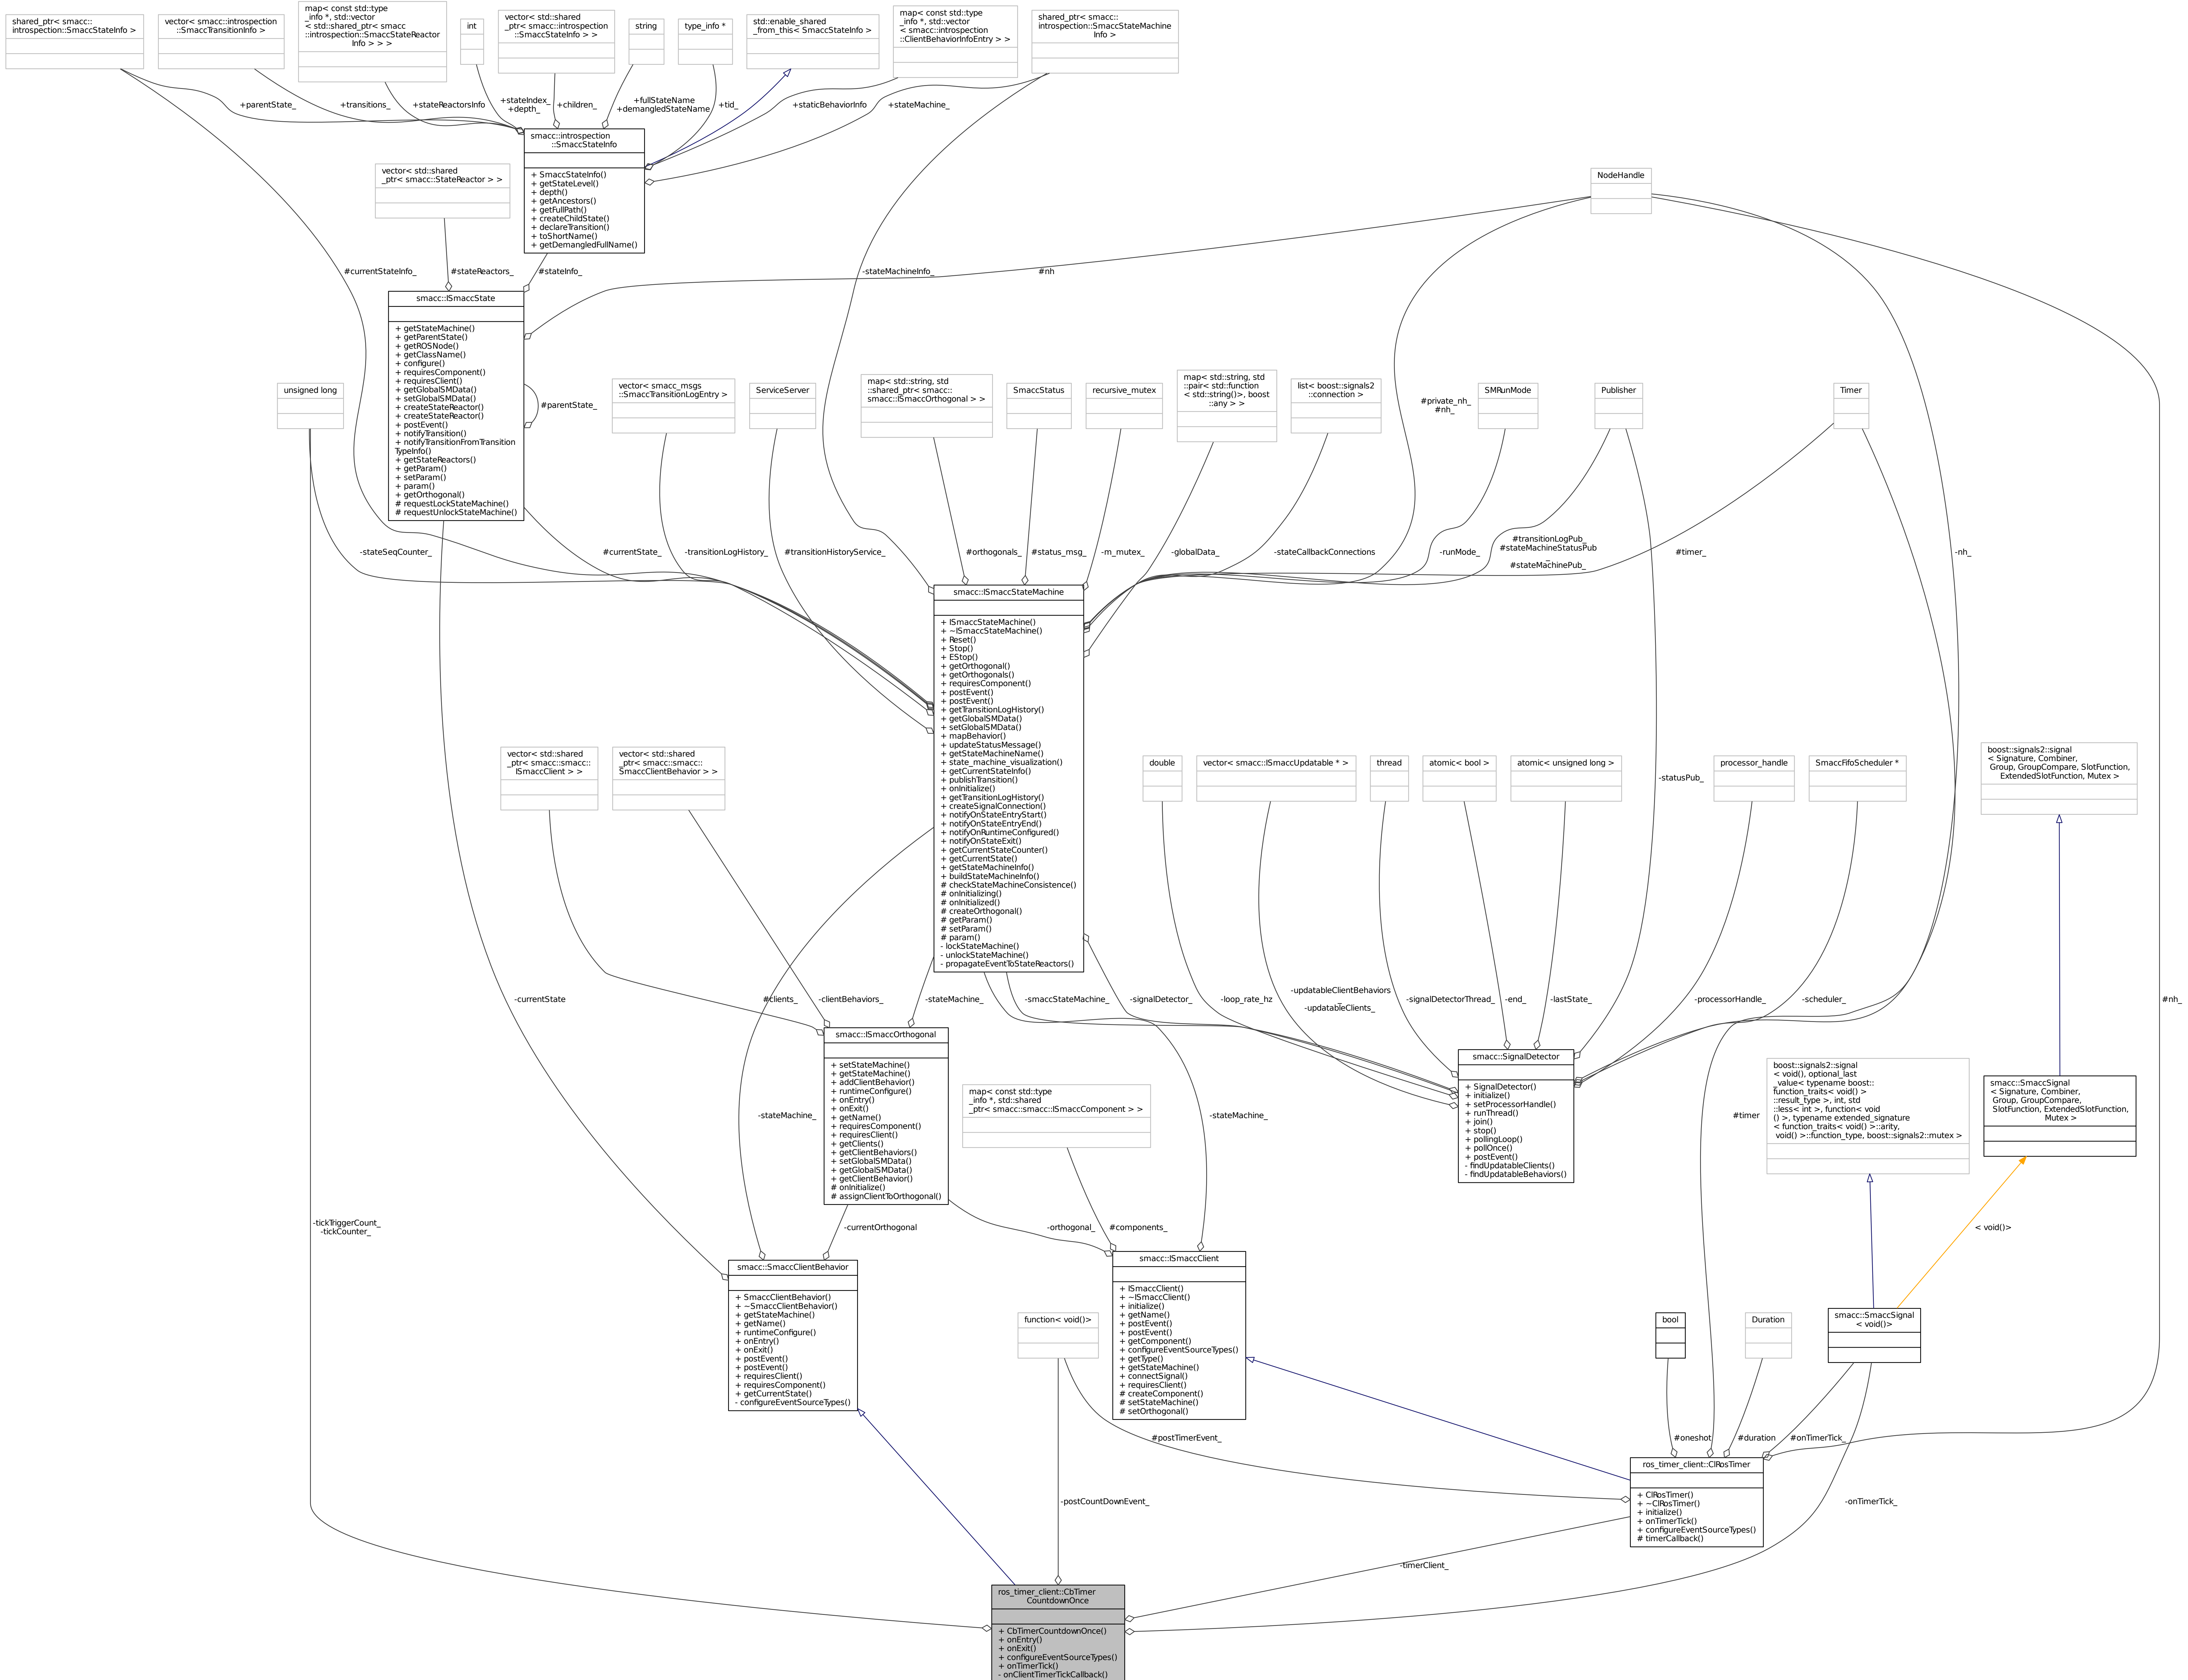 shared_ptr< smacc::
introspection::SmaccStateInfo >
vector< smacc::introspection
::SmaccTransitionInfo >
map< const std::type
_info *, std::vector
< std::shared_ptr< smacc
::introspection::SmaccStateReactor
Info > > >
int
vector< std::shared
_ptr< smacc::introspection
::SmaccStateInfo > >
string
type_info *
std::enable_shared
_from_this< SmaccStateInfo >
map< const std::type
_info *, std::vector
< smacc::introspection
::ClientBehaviorInfoEntry > >
shared_ptr< smacc::
introspection::SmaccStateMachine
Info >
+parentState_
+transitions_
+stateReactorsInfo
+stateIndex_
+depth_
+children_
+fullStateName
+demangledStateName
+tid_
+staticBehaviorInfo
+stateMachine_
smacc::introspection
::SmaccStateInfo
+ SmaccStateInfo()
+ getStateLevel()
+ depth()
+ getAncestors()
+ getFullPath()
+ createChildState()
+ declareTransition()
+ toShortName()
+ getDemangledFullName()
vector< std::shared
_ptr< smacc::StateReactor > >
NodeHandle
#currentStateInfo_
#stateReactors_
#stateInfo_
-stateMachineInfo_
#nh
smacc::ISmaccState
+ getStateMachine()
+ getParentState()
+ getROSNode()
+ getClassName()
+ configure()
+ requiresComponent()
+ requiresClient()
+ getGlobalSMData()
+ setGlobalSMData()
+ createStateReactor()
+ createStateReactor()
+ postEvent()
+ notifyTransition()
+ notifyTransitionFromTransition
TypeInfo()
+ getStateReactors()
+ getParam()
+ setParam()
+ param()
+ getOrthogonal()
# requestLockStateMachine()
# requestUnlockStateMachine()
#parentState_
unsigned long
vector< smacc_msgs
::SmaccTransitionLogEntry >
ServiceServer
map< std::string, std
::shared_ptr< smacc::
smacc::ISmaccOrthogonal > >
SmaccStatus
recursive_mutex
map< std::string, std
::pair< std::function
< std::string()>, boost
::any > >
list< boost::signals2
::connection >
#private_nh_
#nh_
SMRunMode
Publisher
Timer
-stateSeqCounter_
#currentState_
-transitionLogHistory_
#transitionHistoryService_
#orthogonals_
#status_msg_
-m_mutex_
-globalData_
-stateCallbackConnections
-runMode_
#transitionLogPub_
#stateMachineStatusPub
_
#stateMachinePub_
#timer_
-nh_
smacc::ISmaccStateMachine
+ ISmaccStateMachine()
+ ~ISmaccStateMachine()
+ Reset()
+ Stop()
+ EStop()
+ getOrthogonal()
+ getOrthogonals()
+ requiresComponent()
+ postEvent()
+ postEvent()
+ getTransitionLogHistory()
+ getGlobalSMData()
+ setGlobalSMData()
+ mapBehavior()
+ updateStatusMessage()
+ getStateMachineName()
+ state_machine_visualization()
+ getCurrentStateInfo()
+ publishTransition()
+ onInitialize()
+ getTransitionLogHistory()
+ createSignalConnection()
+ notifyOnStateEntryStart()
+ notifyOnStateEntryEnd()
+ notifyOnRuntimeConfigured()
+ notifyOnStateExit()
+ getCurrentStateCounter()
+ getCurrentState()
+ getStateMachineInfo()
+ buildStateMachineInfo()
# checkStateMachineConsistence()
# onInitializing()
# onInitialized()
# createOrthogonal()
# getParam()
# setParam()
# param()
- lockStateMachine()
- unlockStateMachine()
- propagateEventToStateReactors()
vector< std::shared
_ptr< smacc::smacc::
ISmaccClient > >
vector< std::shared
_ptr< smacc::smacc::
SmaccClientBehavior > >
double
vector< smacc::ISmaccUpdatable * >
thread
atomic< bool >
atomic< unsigned long >
-statusPub_
processor_handle
SmaccFifoScheduler *
boost::signals2::signal
< Signature, Combiner,
Group, GroupCompare, SlotFunction,
ExtendedSlotFunction, Mutex >
-currentState
#clients_
-clientBehaviors_
-stateMachine_
-smaccStateMachine_
-signalDetector_
-loop_rate_hz
-updatableClientBehaviors
_
-updatableClients_
-signalDetectorThread_
-end_
-lastState_
-processorHandle_
-scheduler_
#nh_
smacc::ISmaccOrthogonal
+ setStateMachine()
+ getStateMachine()
+ addClientBehavior()
+ runtimeConfigure()
+ onEntry()
+ onExit()
+ getName()
+ requiresComponent()
+ requiresClient()
+ getClients()
+ getClientBehaviors()
+ setGlobalSMData()
+ getGlobalSMData()
+ getClientBehavior()
# onInitialize()
# assignClientToOrthogonal()
smacc::SignalDetector
+ SignalDetector()
+ initialize()
+ setProcessorHandle()
+ runThread()
+ join()
+ stop()
+ pollingLoop()
+ pollOnce()
+ postEvent()
- findUpdatableClients()
- findUpdatableBehaviors()
boost::signals2::signal
< void(), optional_last
_value< typename boost::
function_traits< void() >
::result_type >, int, std
::less< int >, function< void
() >, typename extended_signature
< function_traits< void() >::arity,
void() >::function_type, boost::signals2::mutex >
smacc::SmaccSignal
< Signature, Combiner,
Group, GroupCompare,
SlotFunction, ExtendedSlotFunction,
Mutex >
map< const std::type
_info *, std::shared
_ptr< smacc::smacc::ISmaccComponent > >
-stateMachine_
-stateMachine_
#timer
-tickTriggerCount_
-tickCounter_
-currentOrthogonal
-orthogonal_
#components_
< void()>
smacc::SmaccClientBehavior
+ SmaccClientBehavior()
+ ~SmaccClientBehavior()
+ getStateMachine()
+ getName()
+ runtimeConfigure()
+ onEntry()
+ onExit()
+ postEvent()
+ postEvent()
+ requiresClient()
+ requiresComponent()
+ getCurrentState()
- configureEventSourceTypes()
smacc::ISmaccClient
+ ISmaccClient()
+ ~ISmaccClient()
+ initialize()
+ getName()
+ postEvent()
+ postEvent()
+ getComponent()
+ configureEventSourceTypes()
+ getType()
+ getStateMachine()
+ connectSignal()
+ requiresClient()
# createComponent()
# setStateMachine()
# setOrthogonal()
function< void()>
bool
Duration
smacc::SmaccSignal
< void()>
#postTimerEvent_
#oneshot
#duration
#onTimerTick_
ros_timer_client::ClRosTimer
+ ClRosTimer()
+ ~ClRosTimer()
+ initialize()
+ onTimerTick()
+ configureEventSourceTypes()
# timerCallback()
-postCountDownEvent_
-onTimerTick_
-timerClient_
ros_timer_client::CbTimer
CountdownOnce
+ CbTimerCountdownOnce()
+ onEntry()
+ onExit()
+ configureEventSourceTypes()
+ onTimerTick()
- onClientTimerTickCallback()